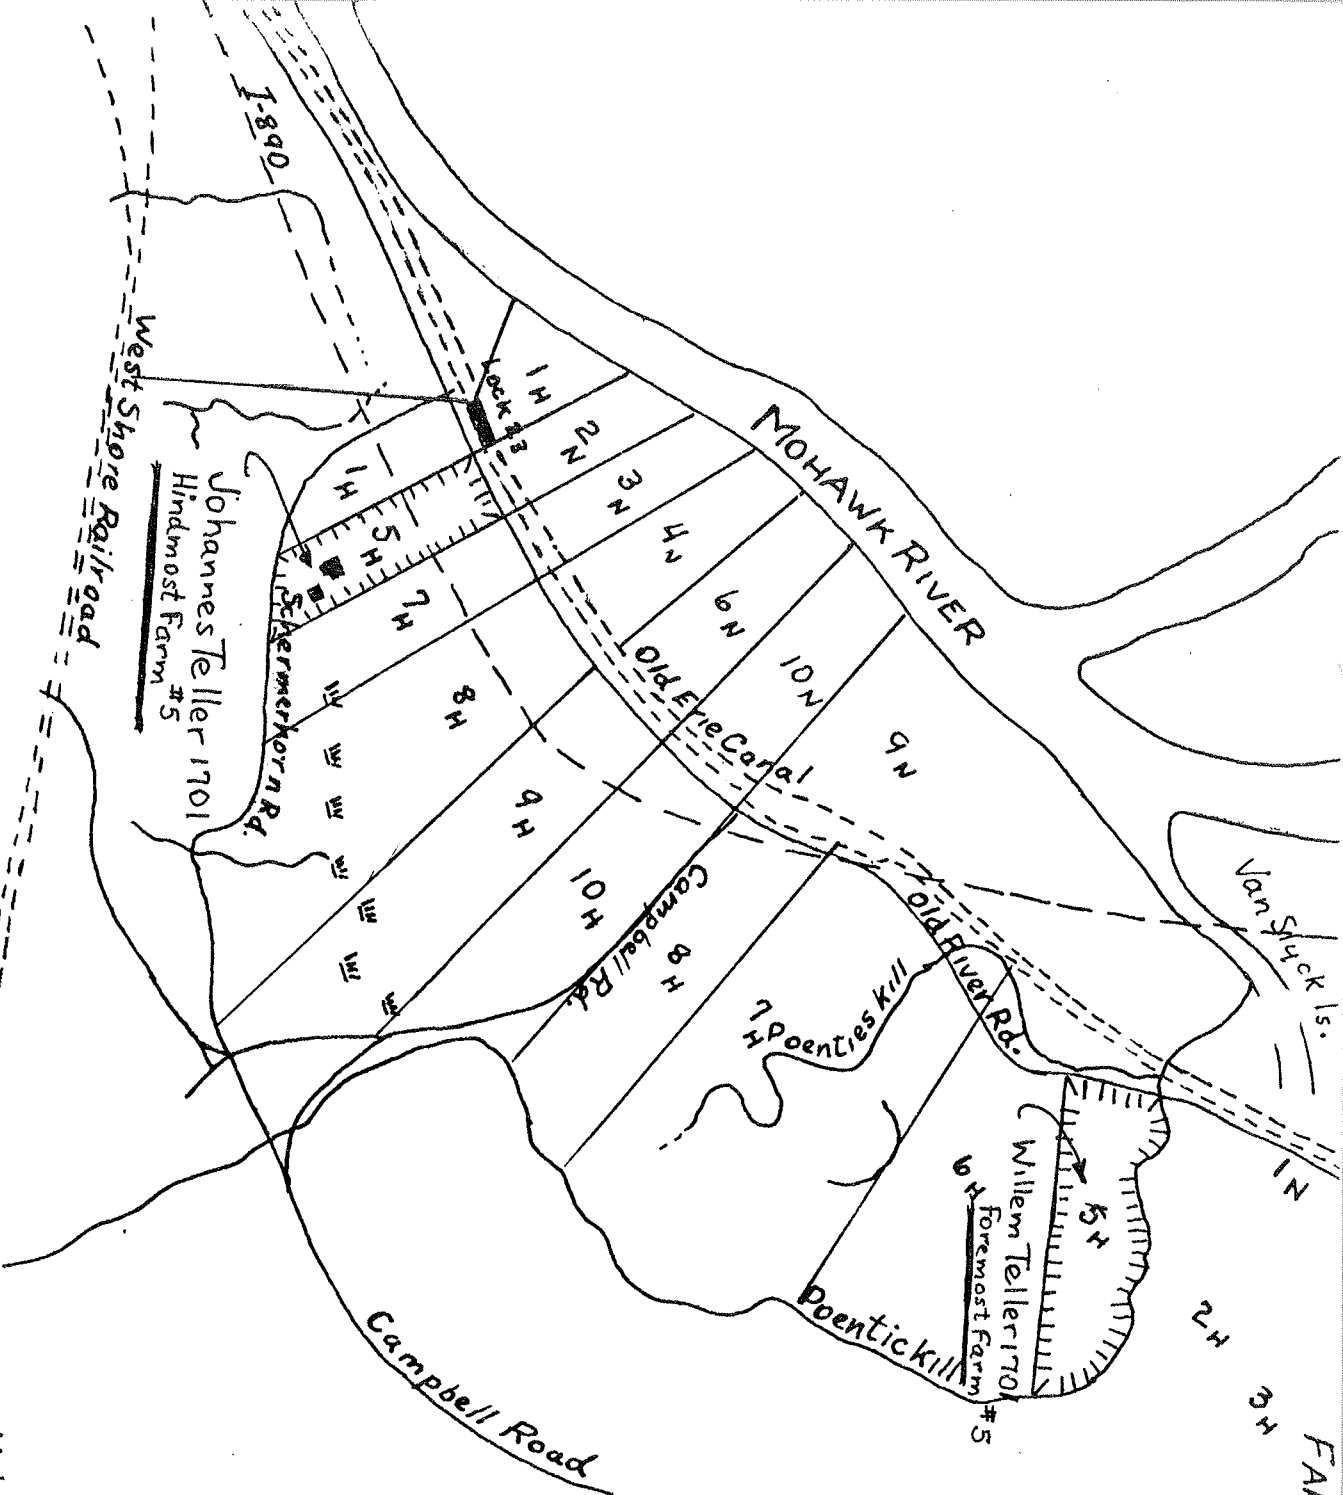 I-890
MOHAWK RIVER
Van Slyck Is.
Lock 23
1 H
2 N
3 N
4 N
6 N
10 N
9 N
1 N
Old Erie Canal
Old River Rd.
West Shore Railroad
Johannes Teller 1701
Hindmost Farm #5
1 H
5 H
7 H
8 H
9 H
10 H
8 H
7 H
6 H
5 H
2 H
3 H
Schermerhorn Rd.
Campbell Rd.
Poenties Kill
Willem Teller 1701
Foremost Farm #5
Poentic Kill
Campbell Road
FA